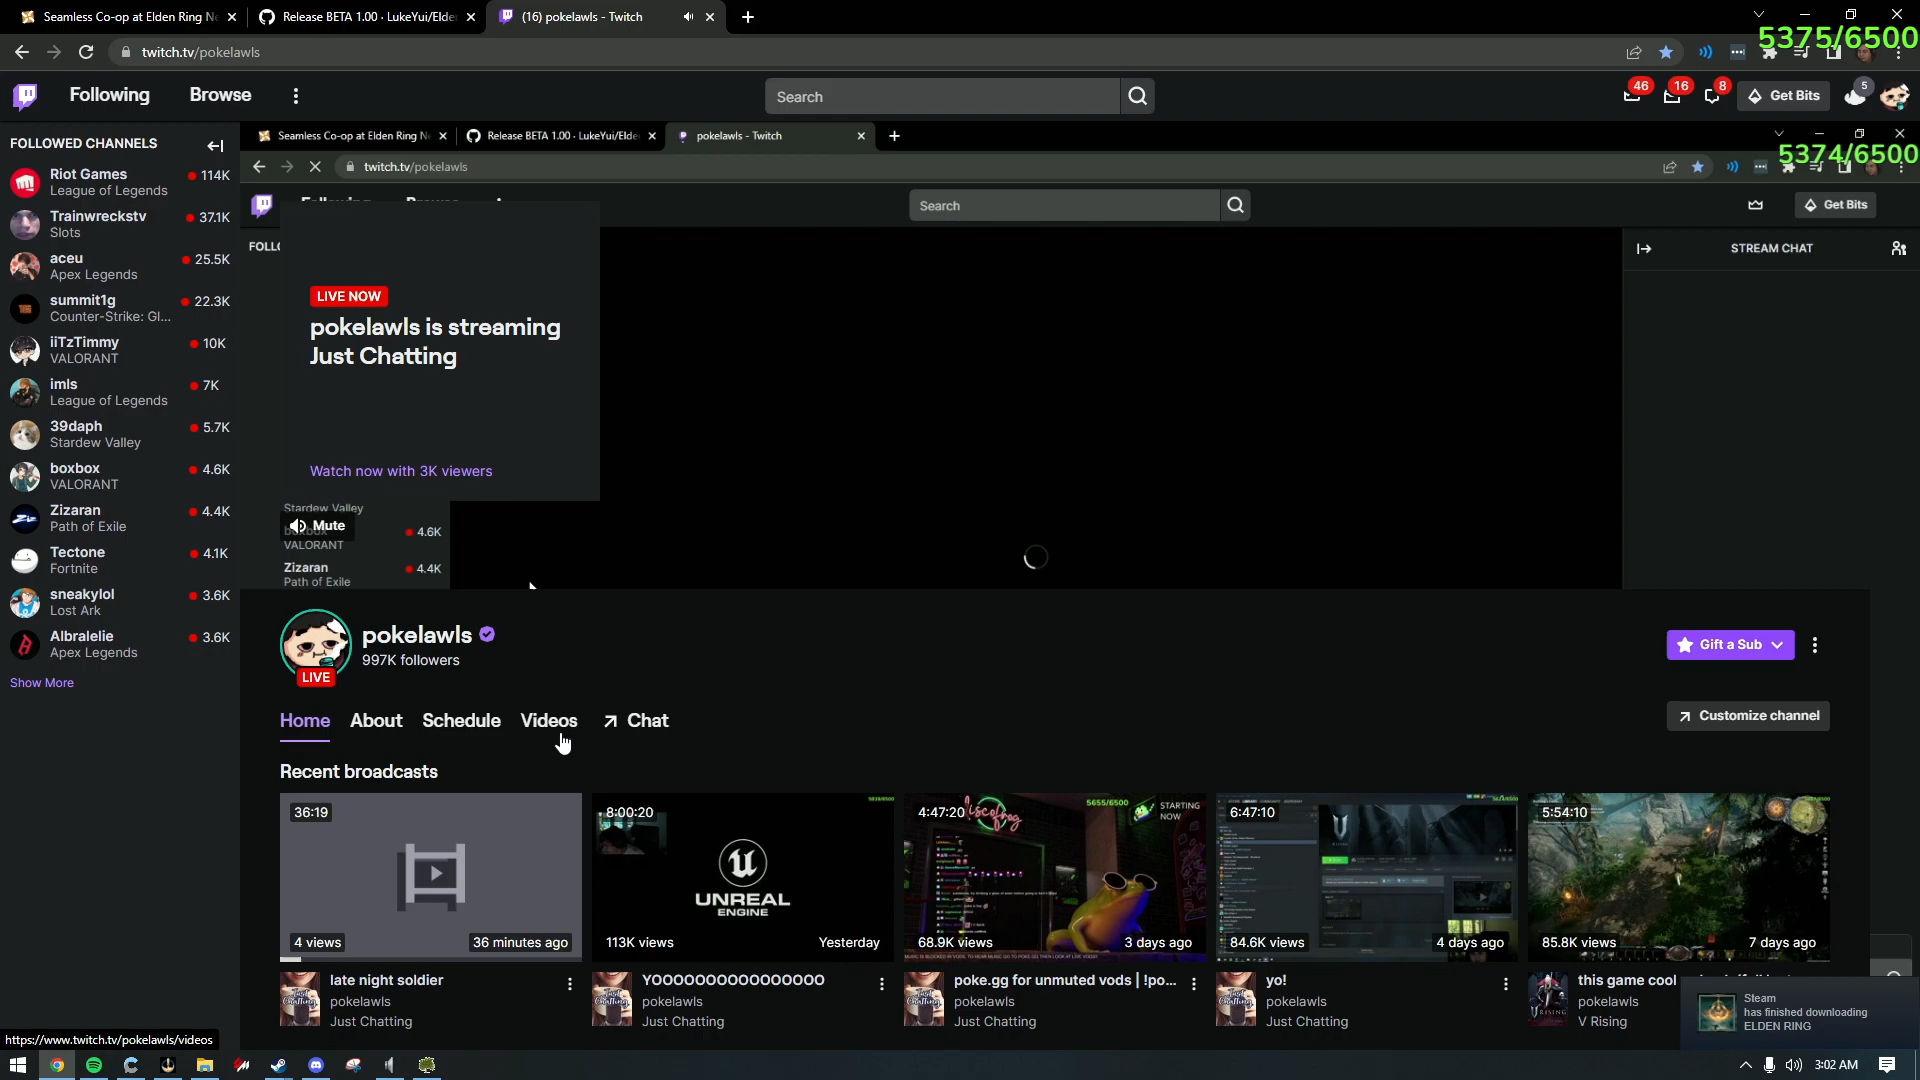 Seamless Co-op at Elden Ring Ne
Release BETA 1.00 · LukeYui/Elder
(16) pokelawls - Twitch
5375/6500
twitch.tv/pokelawls
Following
Browse
Search
46
16
8
Get Bits
5
FOLLOWED CHANNELS
Riot Games
114K
League of Legends
Trainwreckstv
37.1K
Slots
aceu
25.5K
Apex Legends
summit1g
22.3K
Counter-Strike: Gl...
iiTzTimmy
10K
VALORANT
imls
7K
League of Legends
39daph
5.7K
Stardew Valley
boxbox
4.6K
VALORANT
Zizaran
4.4K
Path of Exile
Tectone
4.1K
Fortnite
sneakylol
3.6K
Lost Ark
Albralelie
3.6K
Apex Legends
Show More
Seamless Co-op at Elden Ring Ne
Release BETA 1.00 · LukeYui/Elde
pokelawls - Twitch
5374/6500
twitch.tv/pokelawls
Search
Get Bits
FOLL
STREAM CHAT
LIVE NOW
pokelawls is streaming
Just Chatting
Watch now with 3K viewers
Stardew Valley
Mute
boxbox
4.6K
VALORANT
Zizaran
4.4K
Path of Exile
pokelawls
997K followers
LIVE
Gift a Sub
Home
About
Schedule
Videos
Chat
Customize channel
Recent broadcasts
36:19
4 views
36 minutes ago
late night soldier
pokelawls
Just Chatting
8:00:20
UNREAL
ENGINE
113K views
Yesterday
YOOOOOOOOOOOOOOO
pokelawls
Just Chatting
4:47:20
discofrog
5655/6500
STARTING
NOW
68.9K views
3 days ago
poke.gg for unmuted vods | !po...
pokelawls
Just Chatting
6:47:10
84.6K views
4 days ago
yo!
pokelawls
Just Chatting
5:54:10
85.8K views
7 days ago
this game cool
pokelawls
V Rising
Steam
has finished downloading
ELDEN RING
https://www.twitch.tv/pokelawls/videos
3:02 AM